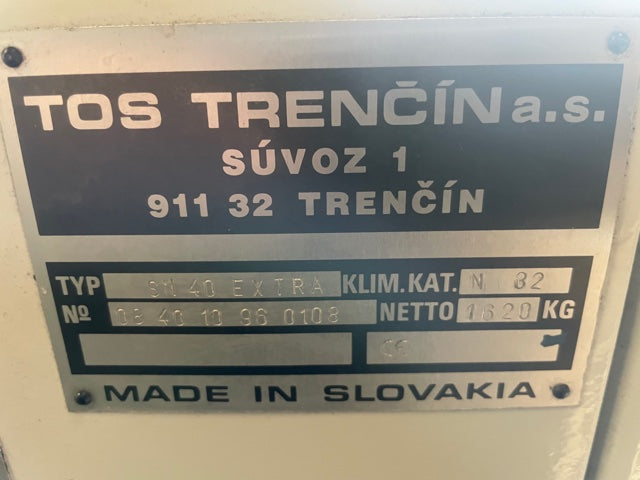 TOS TRENČÍN a.s.
SÚVOZ 1
911 32 TRENČÍN
TYP SN 40 EXTRA KLIM.KAT. N 82
Nº 08 40 10 96 0108 NETTO 1620 KG
CE
MADE IN SLOVAKIA